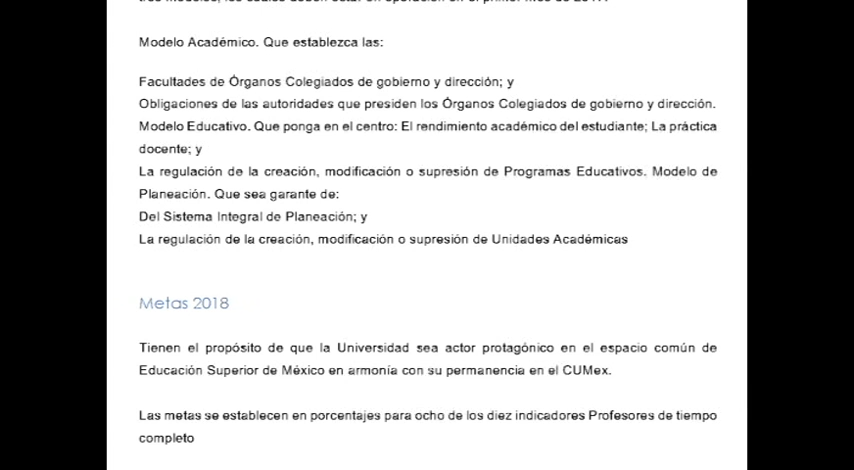 Modelo Académico. Que establezca las:
Facultades de Órganos Colegiados de gobierno y dirección; y
Obligaciones de las autoridades que presiden los Órganos Colegiados de gobierno y dirección.
Modelo Educativo. Que ponga en el centro: El rendimiento académico del estudiante; La práctica
docente; y
La regulación de la creación, modificación o supresión de Programas Educativos. Modelo de
Planeación. Que sea garante de:
Del Sistema Integral de Planeación; y
La regulación de la creación, modificación o supresión de Unidades Académicas
Metas 2018
Tienen el propósito de que la Universidad sea actor protagónico en el espacio común de
Educación Superior de México en armonía con su permanencia en el CUMex.
Las metas se establecen en porcentajes para ocho de los diez indicadores Profesores de tiempo
completo